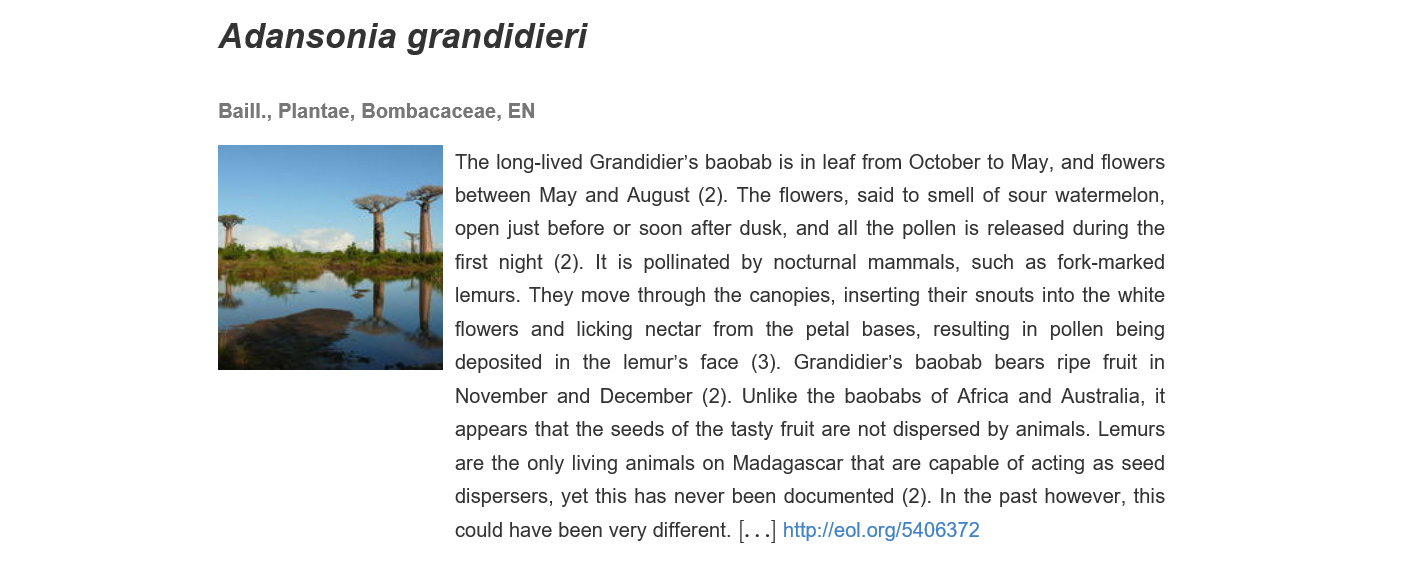 Adansonia grandidieri
Baill., Plantae, Bombacaceae, EN
The long-lived Grandidier’s baobab is in leaf from October to May, and flowers
between May and August (2). The flowers, said to smell of sour watermelon,
open just before or soon after dusk, and all the pollen is released during the
first night (2). It is pollinated by nocturnal mammals, such as fork-marked
lemurs. They move through the canopies, inserting their snouts into the white
flowers and licking nectar from the petal bases, resulting in pollen being
deposited in the lemur’s face (3). Grandidier’s baobab bears ripe fruit in
November and December (2). Unlike the baobabs of Africa and Australia, it
appears that the seeds of the tasty fruit are not dispersed by animals. Lemurs
are the only living animals on Madagascar that are capable of acting as seed
dispersers, yet this has never been documented (2). In the past however, this
could have been very different. [...] http://eol.org/5406372